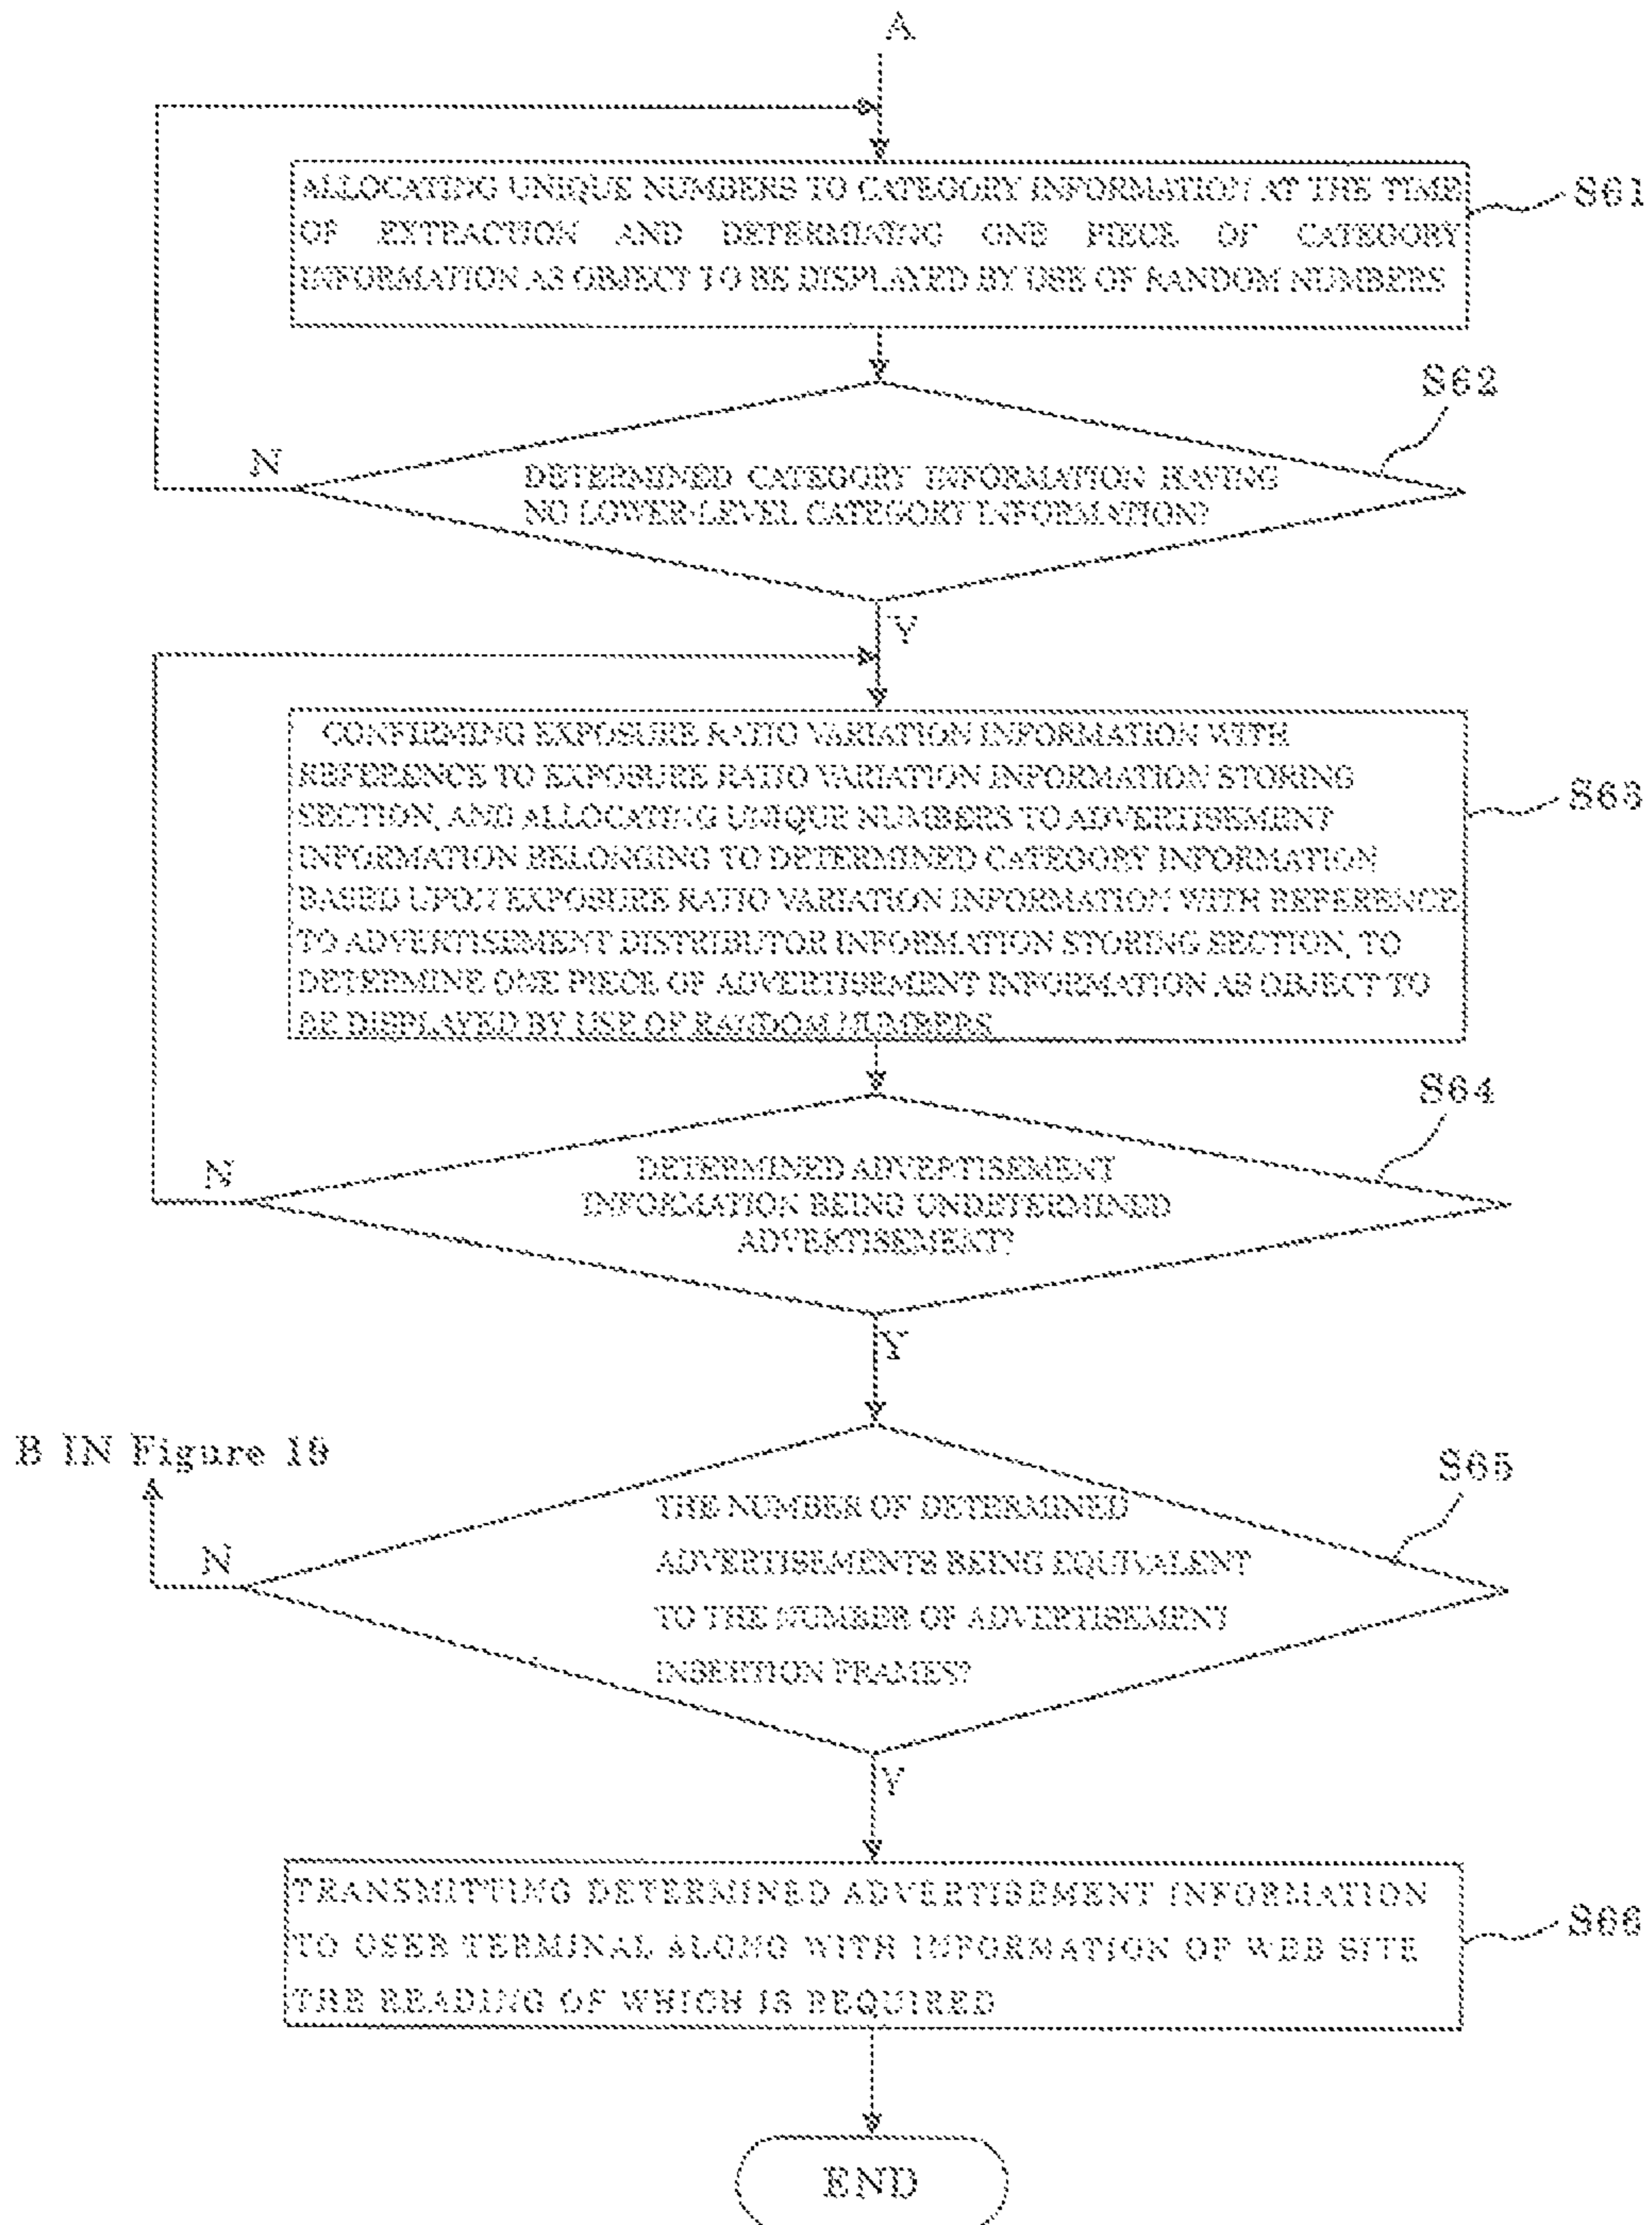 A
ALLOCATING UNIQUE NUMBERS TO CATEGORY INFORMATION AT THE TIME
OF EXTRACTION AND DETERMINING ONE PIECE OF CATEGORY
INFORMATION AS OBJECT TO BE DISPLAYED BY USE OF RANDOM NUMBERS
S61
S62
N
DETERMINED CATEGORY INFORMATION HAVING
NO LOWER-LEVEL CATEGORY INFORMATION?
Y
CONFIRMING EXPOSURE RATIO VARIATION INFORMATION WITH
REFERENCE TO EXPOSURE RATIO VARIATION INFORMATION STORING
SECTION, AND ALLOCATING UNIQUE NUMBERS TO ADVERTISEMENT
INFORMATION BELONGING TO DETERMINED CATEGORY INFORMATION
BASED UPON EXPOSURE RATIO VARIATION INFORMATION WITH REFERENCE
TO ADVERTISEMENT DISTRIBUTOR INFORMATION STORING SECTION, TO
DETERMINE ONE PIECE OF ADVERTISEMENT INFORMATION AS OBJECT TO
BE DISPLAYED BY USE OF RANDOM NUMBERS
S63
S64
N
DETERMINED ADVERTISEMENT
INFORMATION BEING UNDETERMINED
ADVERTISEMENT?
Y
B IN Figure 19
S65
N
THE NUMBER OF DETERMINED
ADVERTISEMENTS BEING EQUIVALENT
TO THE NUMBER OF ADVERTISEMENT
INSERTION FRAMES?
Y
TRANSMITTING DETERMINED ADVERTISEMENT INFORMATION
TO USER TERMINAL ALONG WITH INFORMATION OF WEB SITE
THE READING OF WHICH IS REQUIRED
S66
END